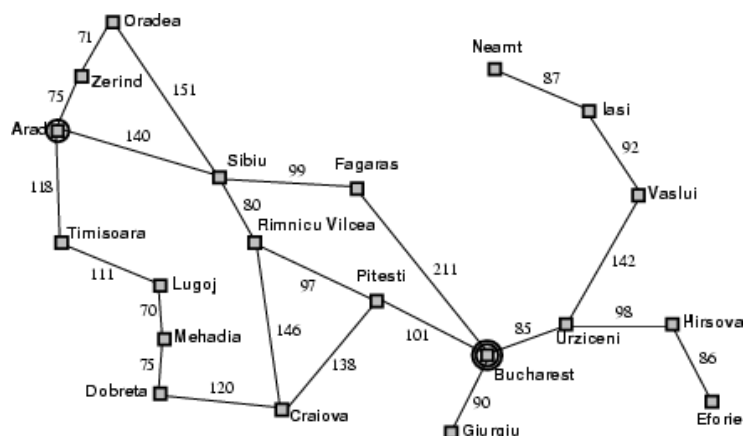 Oradea
71
Neamt
Zerind
87
151
75
Iasi
Arad
140
92
Sibiu
Fagaras
99
118
Vaslui
80
Timisoara
Rimnicu Vilcea
142
111
211
Lugoj
97
Pitesti
70
98
Hirsova
146
101
85
Mehadia
138
Urziceni
86
75
Bucharest
120
Dobreta
90
Craiova
Eforie
Giurgiu